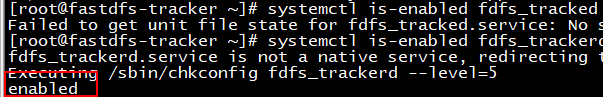 [root@fastdfs-tracker ~]# systemctl is-enabled fdfs_tracked
Failed to get unit file state for fdfs_tracked.service: No s
[root@fastdfs-tracker ~]# systemctl is-enabled fdfs_trackerd
fdfs_trackerd.service is not a native service, redirecting t
Executing /sbin/chkconfig fdfs_trackerd --level=5
enabled